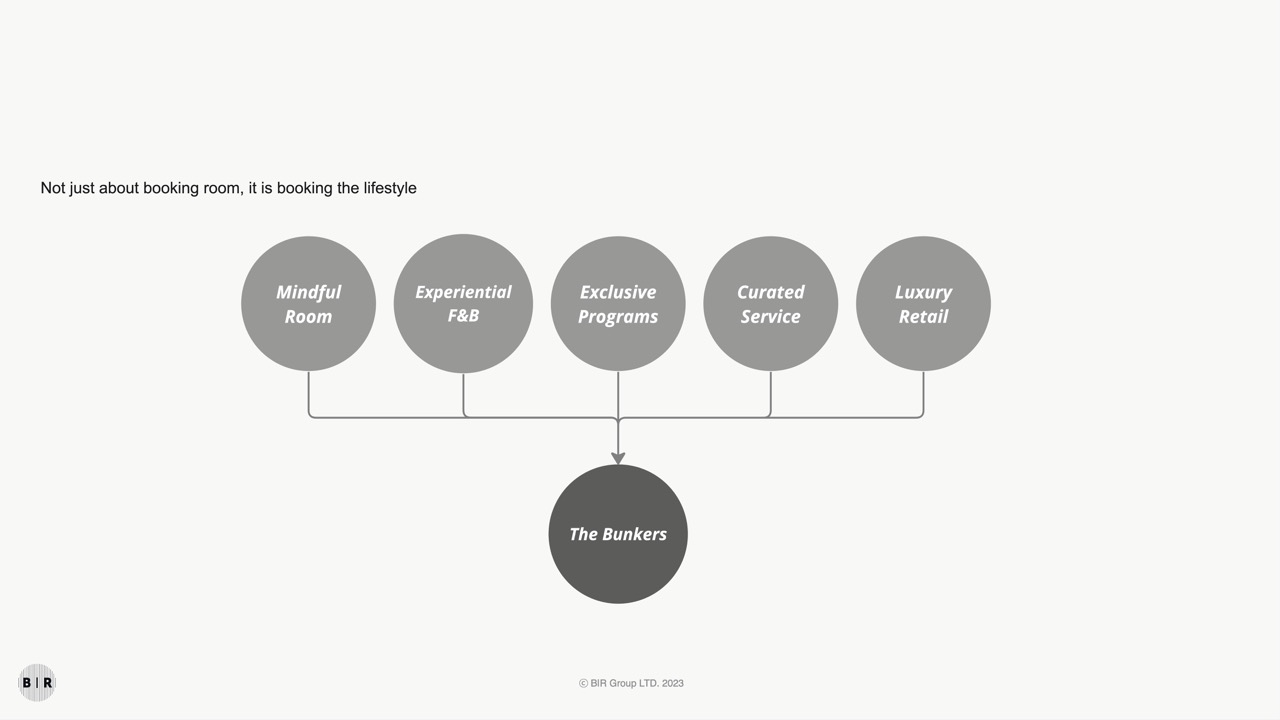 Not just about booking room, it is booking the lifestyle
Mindful
Room
Experiential
F&B
Exclusive
Programs
Curated
Service
Luxury
Retail
The Bunkers
B | R
© BIR Group LTD. 2023